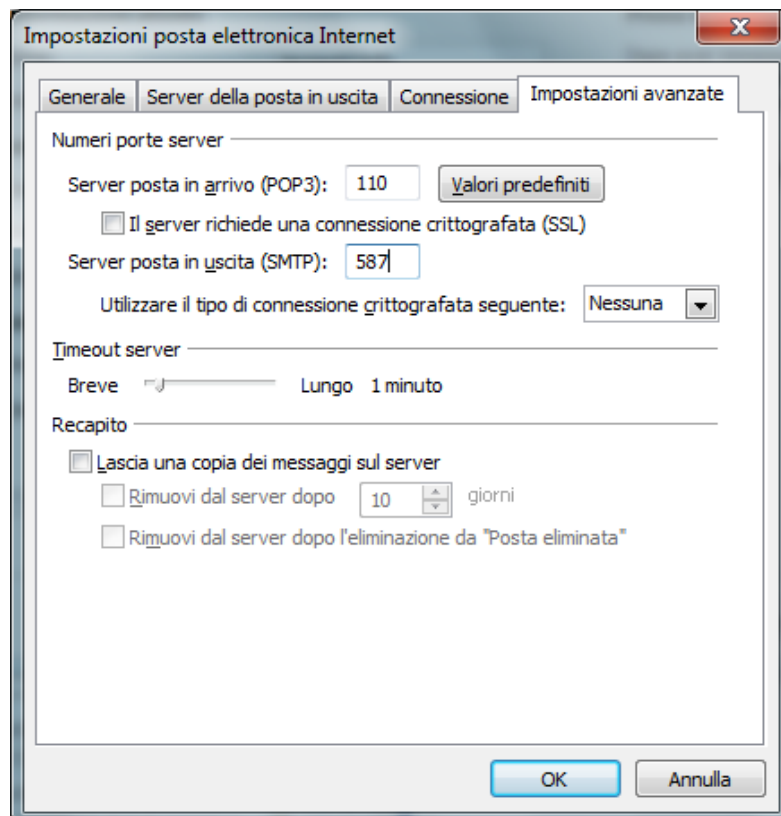 Impostazioni posta elettronica Internet
Generale Server della posta in uscita Connessione Impostazioni avanzate
Numeri porte server
Server posta in arrivo (POP3): 110 Valori predefiniti
Il server richiede una connessione crittografata (SSL)
Server posta in uscita (SMTP): 587
Utilizzare il tipo di connessione crittografata seguente: Nessuna
Timeout server
Breve Lungo 1 minuto
Recapito
Lascia una copia dei messaggi sul server
Rimuovi dal server dopo 10 giorni
Rimuovi dal server dopo l'eliminazione da "Posta eliminata"
OK Annulla